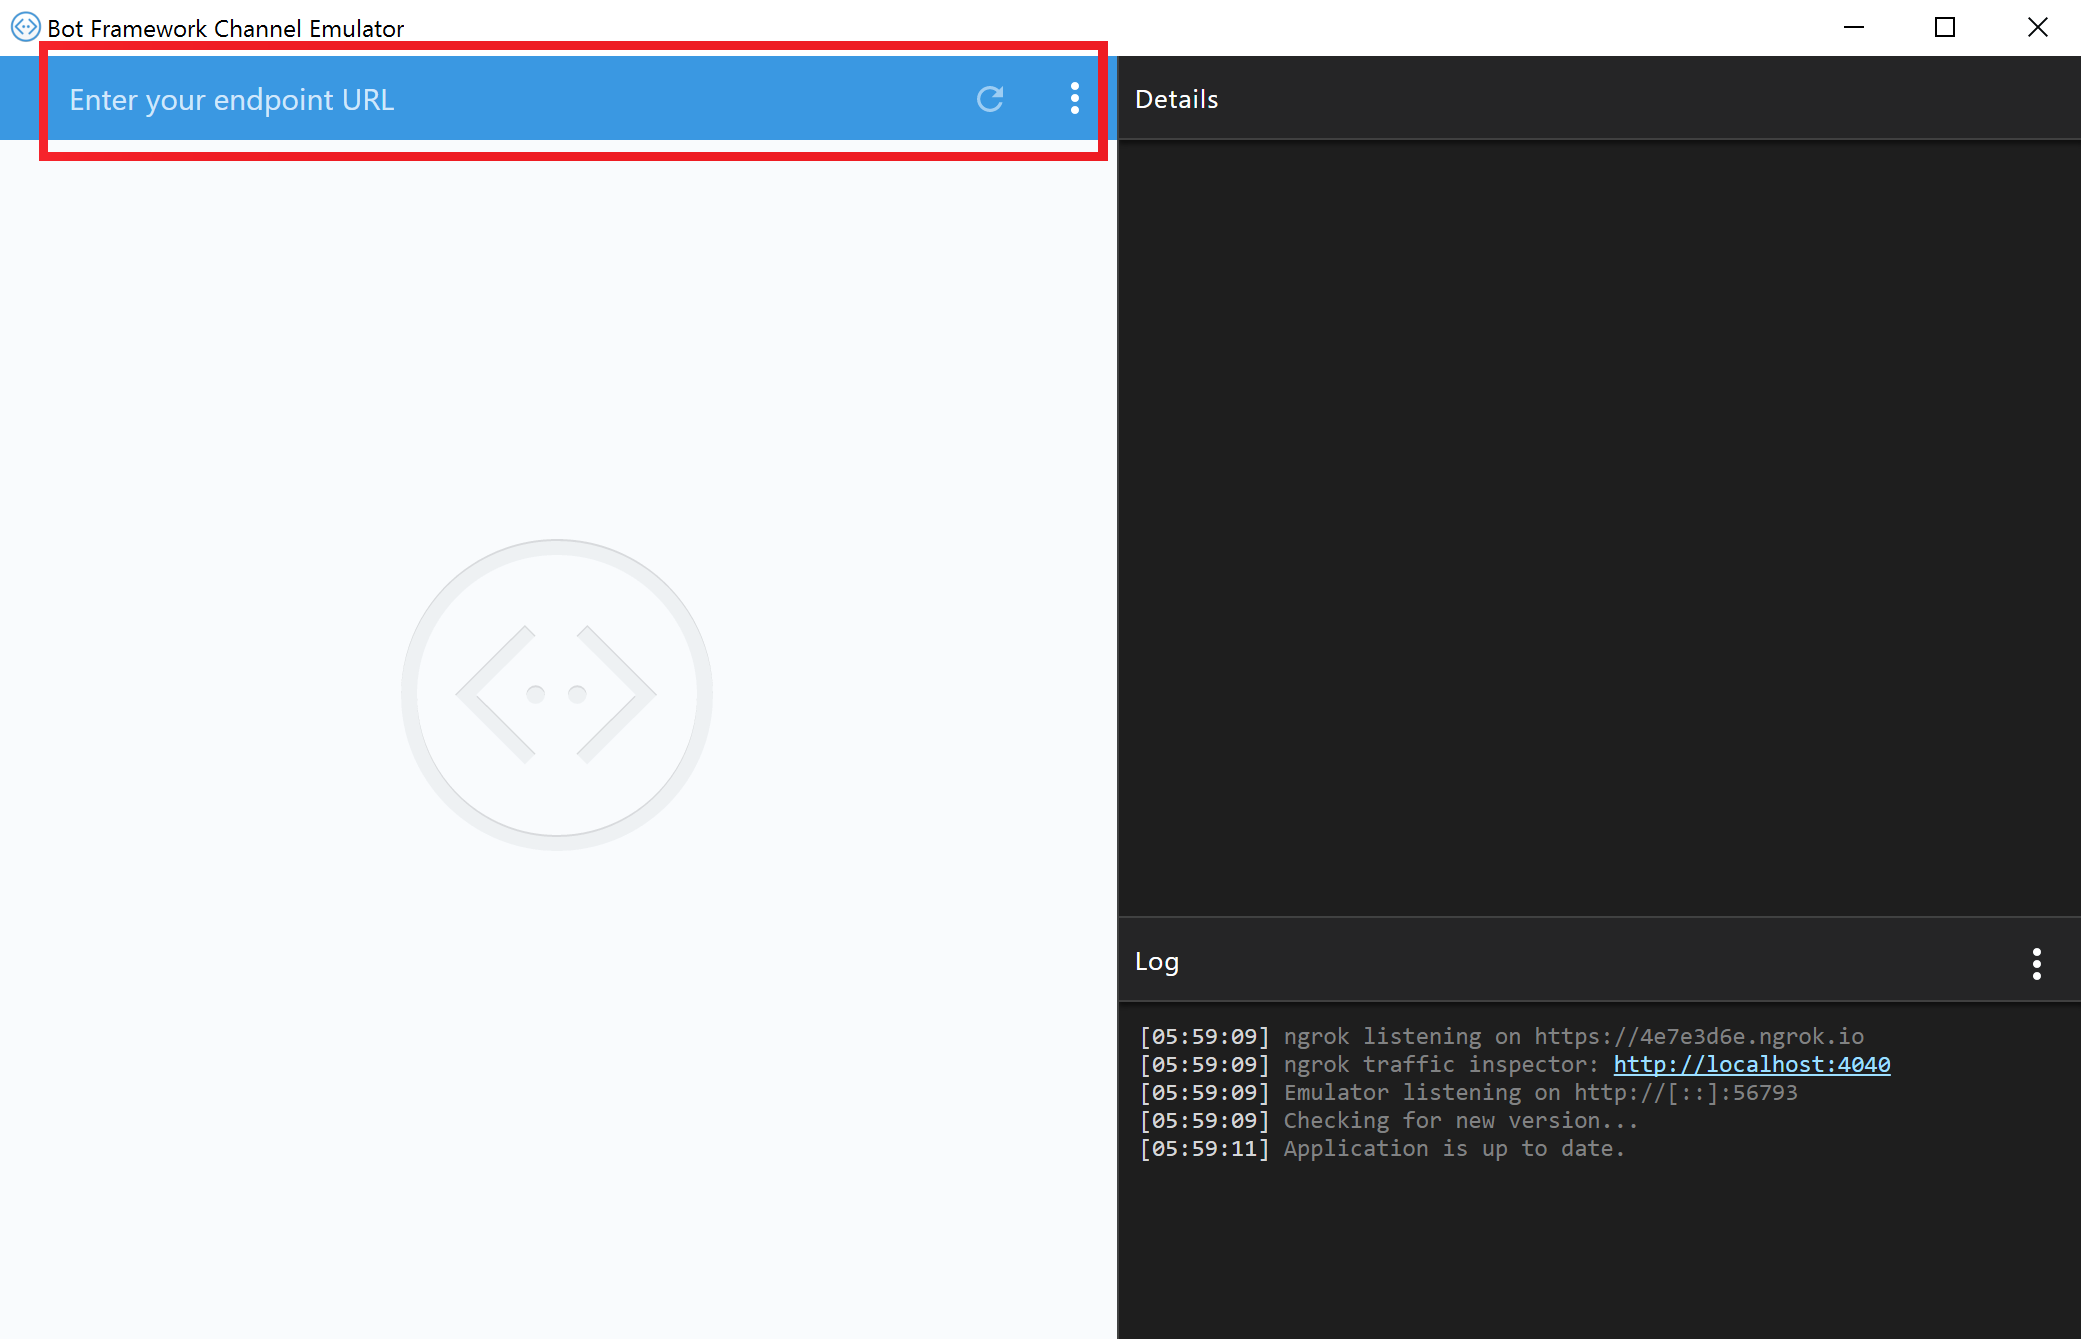 Bot Framework Channel Emulator
Enter your endpoint URL
Details
Log
[05:59:09] ngrok listening on https://4e7e3d6e.ngrok.io
[05:59:09] ngrok traffic inspector: http://localhost:4040
[05:59:09] Emulator listening on http://[::]:56793
[05:59:09] Checking for new version...
[05:59:11] Application is up to date.